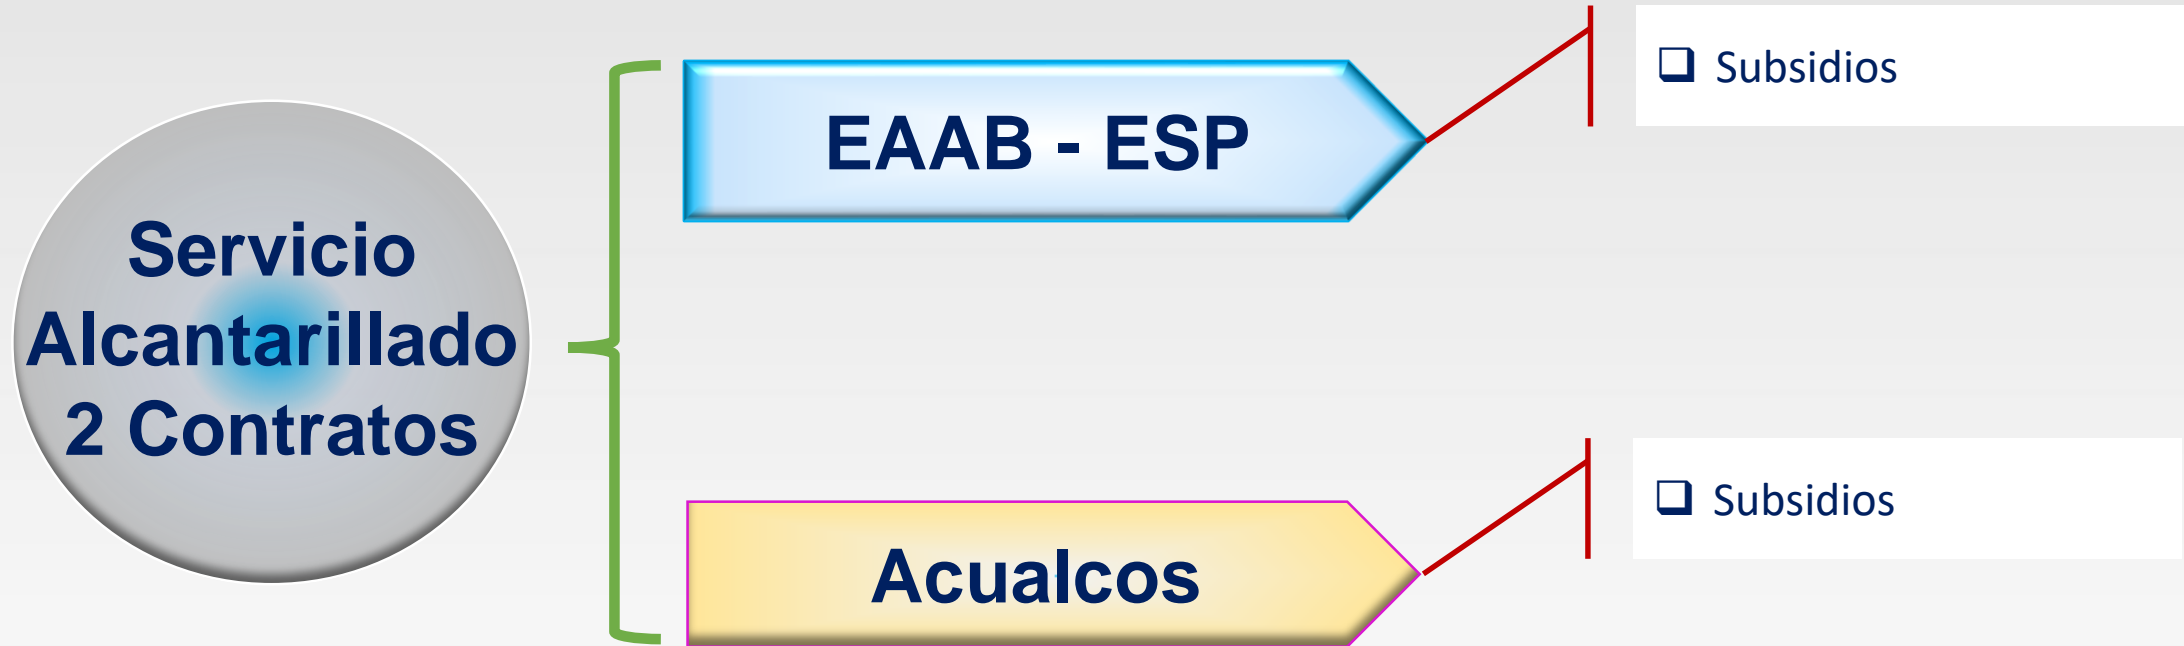 Servicio
Alcantarillado
2 Contratos
EAAB - ESP
❑ Subsidios
Acualcos
❑ Subsidios